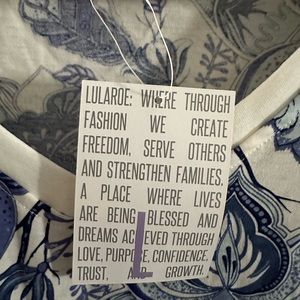 LULAROE: WHERE THROUGH
FASHION WE CREATE
FREEDOM, SERVE OTHERS
AND STRENGTHEN FAMILIES.
A PLACE WHERE LIVES
ARE BEING BLESSED AND
DREAMS ACHIEVED THROUGH
LOVE, PURPOSE, CONFIDENCE,
TRUST, AND GROWTH.
L